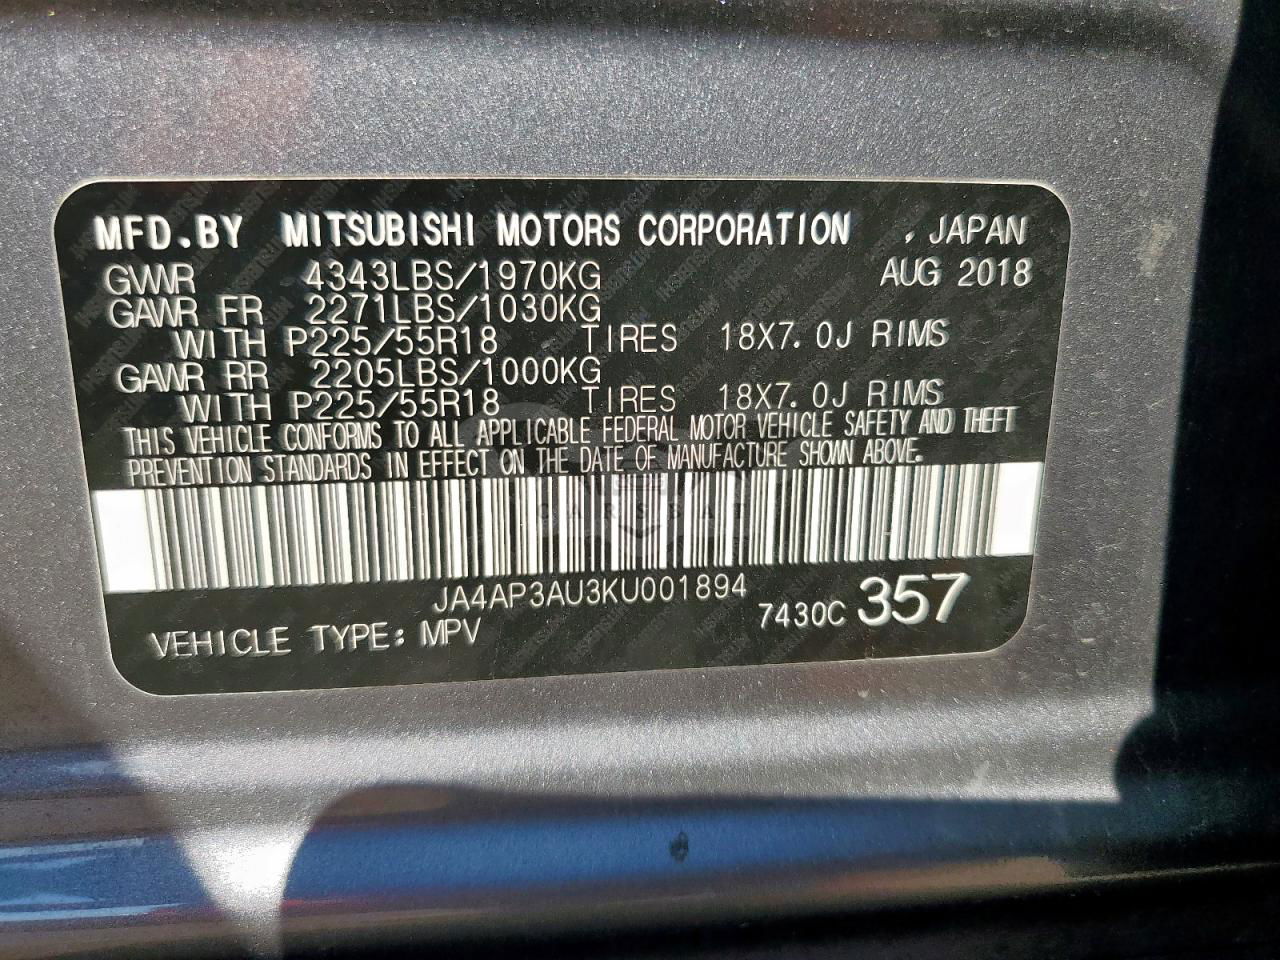 MFD.BY MITSUBISHI MOTORS CORPORATION , JAPAN
GVWR 4343LBS/1970KG AUG 2018
GAWR FR 2271LBS/1030KG
WITH P225/55R18 TIRES 18X7.0J RIMS
GAWR RR 2205LBS/1000KG
WITH P225/55R18 TIRES 18X7.0J RIMS
THIS VEHICLE CONFORMS TO ALL APPLICABLE FEDERAL MOTOR VEHICLE SAFETY AND THEFT
PREVENTION STANDARDS IN EFFECT ON THE DATE OF MANUFACTURE SHOWN ABOVE.
JA4AP3AU3KU001894
VEHICLE TYPE: MPV 7430C 357